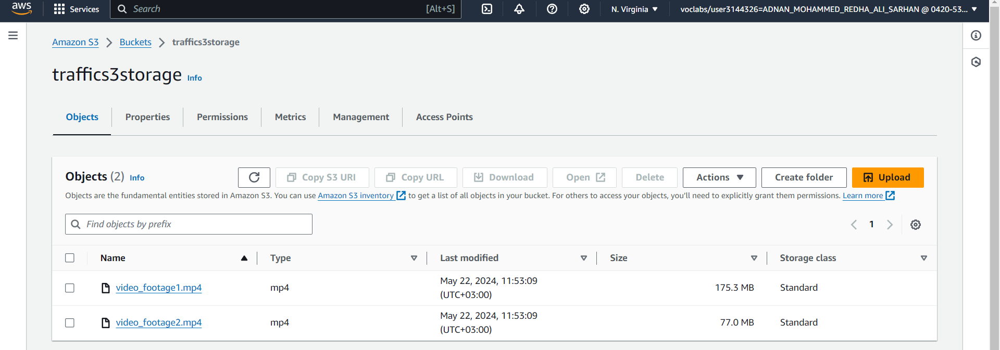 aws
Services
Search
[Alt+S]
N. Virginia
voclabs/user3144326=ADNAN_MOHAMMED_REDHA_ALI_SARHAN @ 0420-53...
Amazon S3
Buckets
traffics3storage
traffics3storage Info
Objects
Properties
Permissions
Metrics
Management
Access Points
Objects (2) Info
Copy S3 URI
Copy URL
Download
Open
Delete
Actions
Create folder
Upload
Objects are the fundamental entities stored in Amazon S3. You can use Amazon S3 inventory to get a list of all objects in your bucket. For others to access your objects, you'll need to explicitly grant them permissions. Learn more
Find objects by prefix
1
Name Type Last modified Size Storage class
video_footage1.mp4 mp4 May 22, 2024, 11:53:09 (UTC+03:00) 175.3 MB Standard
video_footage2.mp4 mp4 May 22, 2024, 11:53:09 (UTC+03:00) 77.0 MB Standard